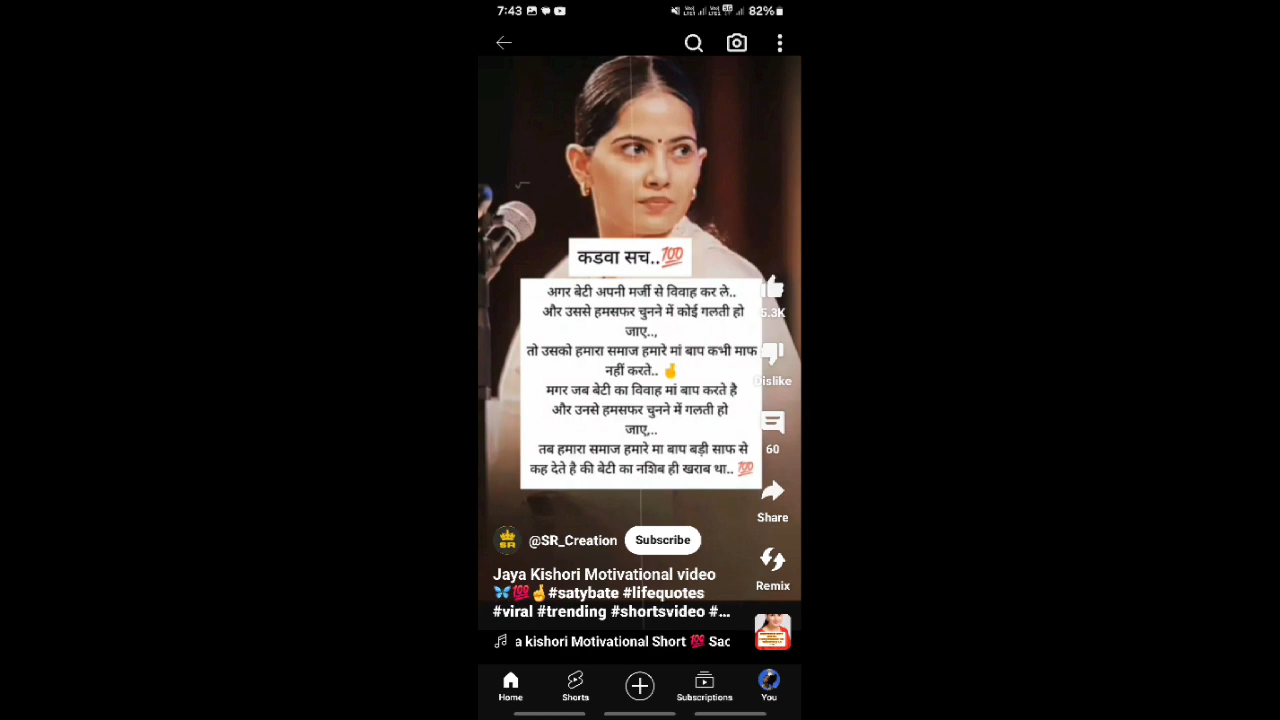 7:43
82%
कडवा सच..💯
अगर बेटी अपनी मर्जी से विवाह कर ले..
और उससे हमसफर चुनने में कोई गलती हो
जाए..,
तो उसको हमारा समाज हमारे मां बाप कभी माफ
नहीं करते.. 🤞
मगर जब बेटी का विवाह मां बाप करते है
और उनसे हमसफर चुनने में गलती हो
जाए,..
तब हमारा समाज हमारे मा बाप बड़ी साफ से
कह देते है की बेटी का नशिब ही खराब था.. 💯
5.3K
Dislike
60
Share
Remix
@SR_Creation Subscribe
Jaya Kishori Motivational video
🦋💯🤞#satybate #lifequotes
#viral #trending #shortsvideo #...
a kishori Motivational Short 💯 Sac
Home Shorts Subscriptions You